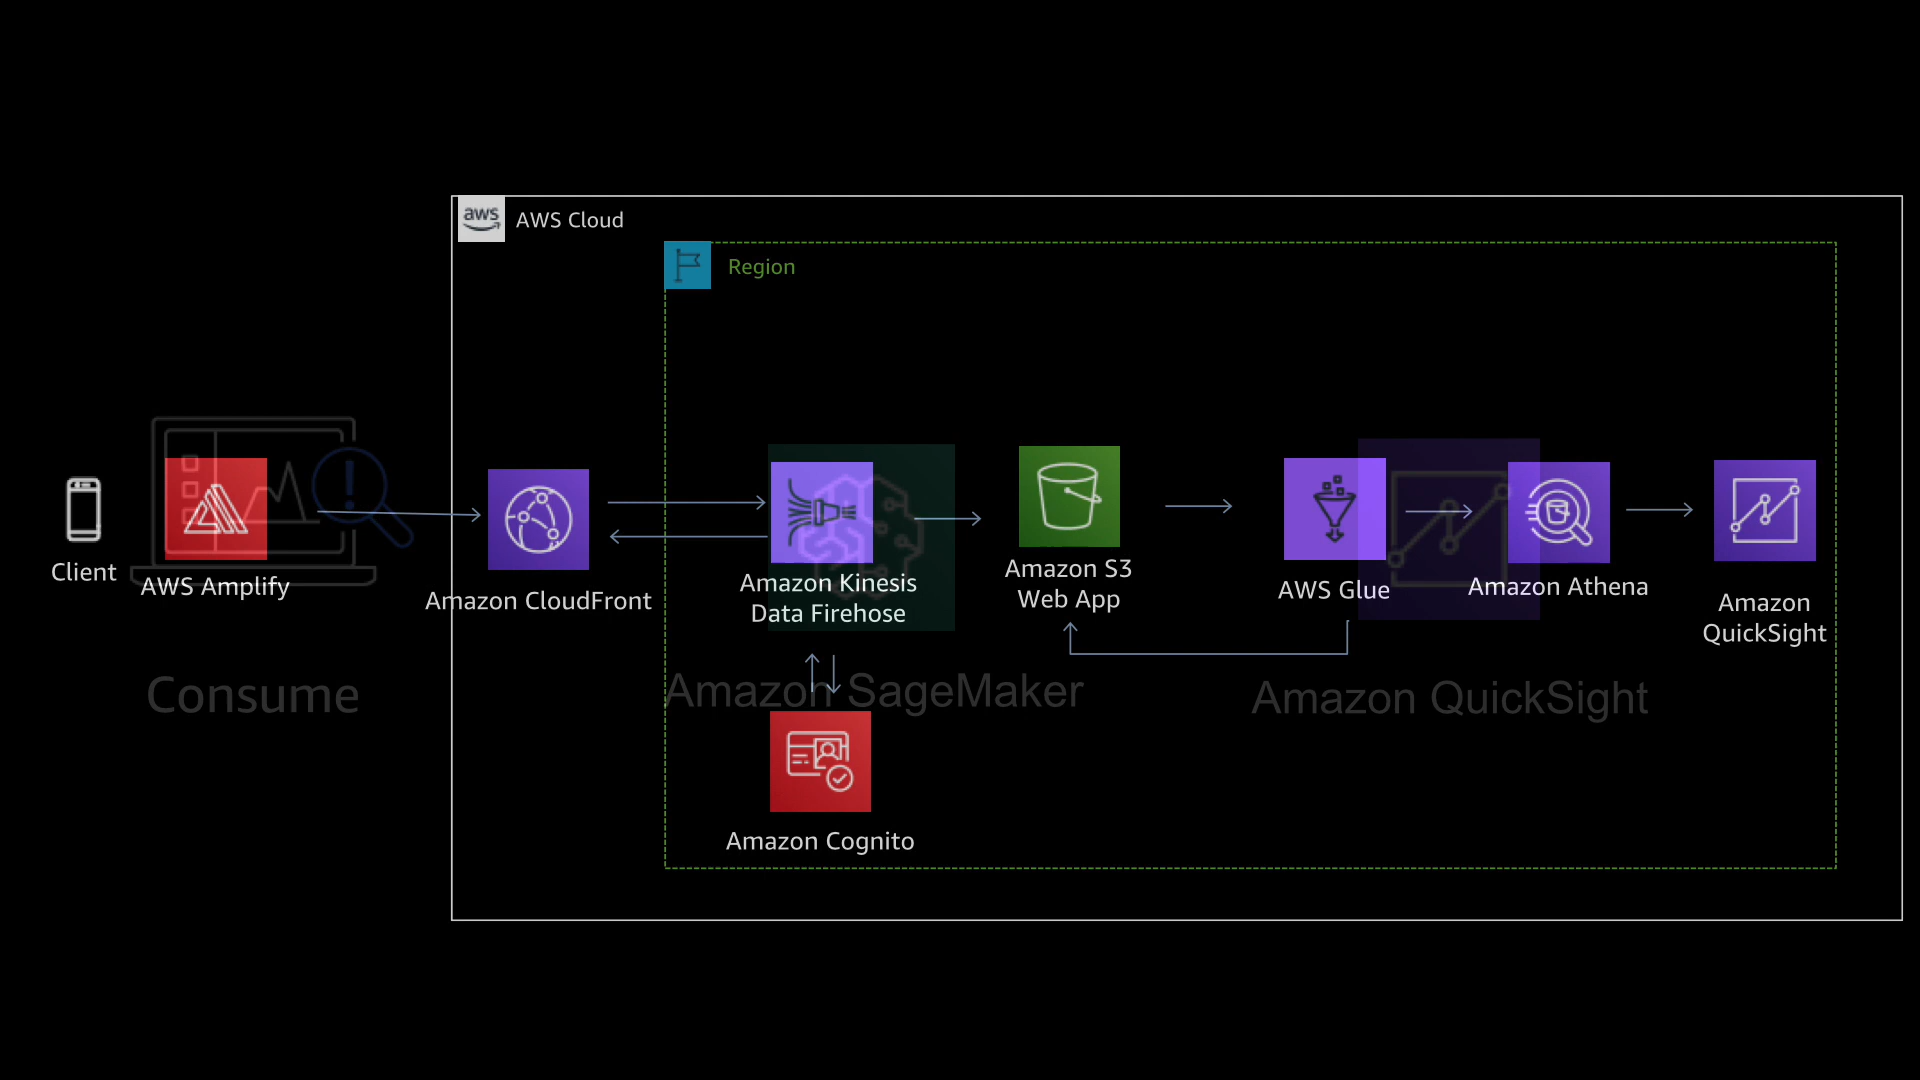 aws
AWS Cloud
Region
Client
AWS Amplify
Amazon CloudFront
Amazon Kinesis
Data Firehose
Amazon S3
Web App
AWS Glue
Amazon Athena
Amazon
QuickSight
Consume
Amazon SageMaker
Amazon QuickSight
Amazon Cognito